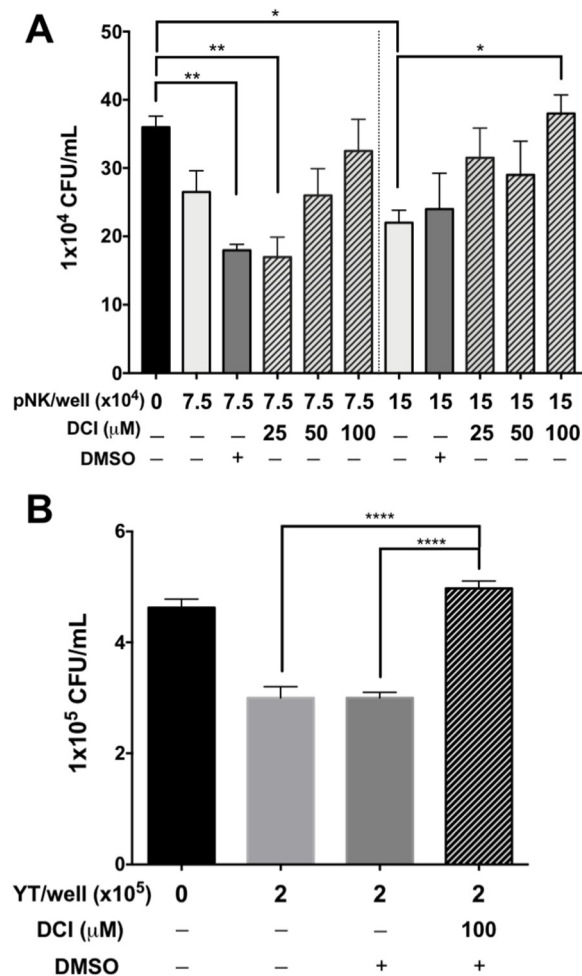 A
*
**
*
**
50
40
30
20
10
0
1x10⁴ CFU/mL
pNK/well (x10⁴) 0 7.5 7.5 7.5 7.5 7.5 15 15 15 15 15
DCI (μM) – – – 25 50 100 – – 25 50 100
DMSO – – + – – – – + – – –
B
6
4
2
0
****
****
1x10⁵ CFU/mL
YT/well (x10⁵) 0 2 2 2
DCI (μM) – – – 100
DMSO – – + +